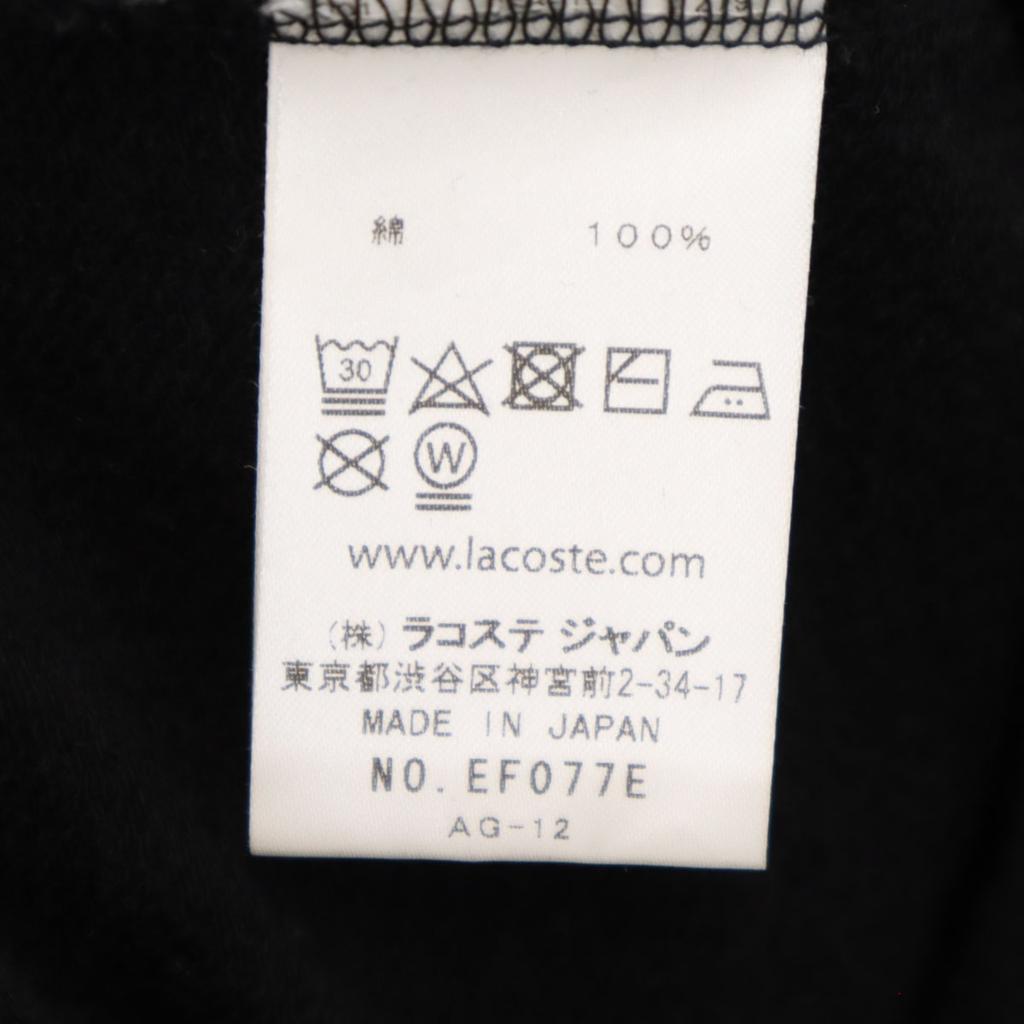 綿 100%
30
W
www.lacoste.com
(株) ラコステ ジャパン
東京都渋谷区神宮前2-34-17
MADE IN JAPAN
NO. EF077E
AG-12